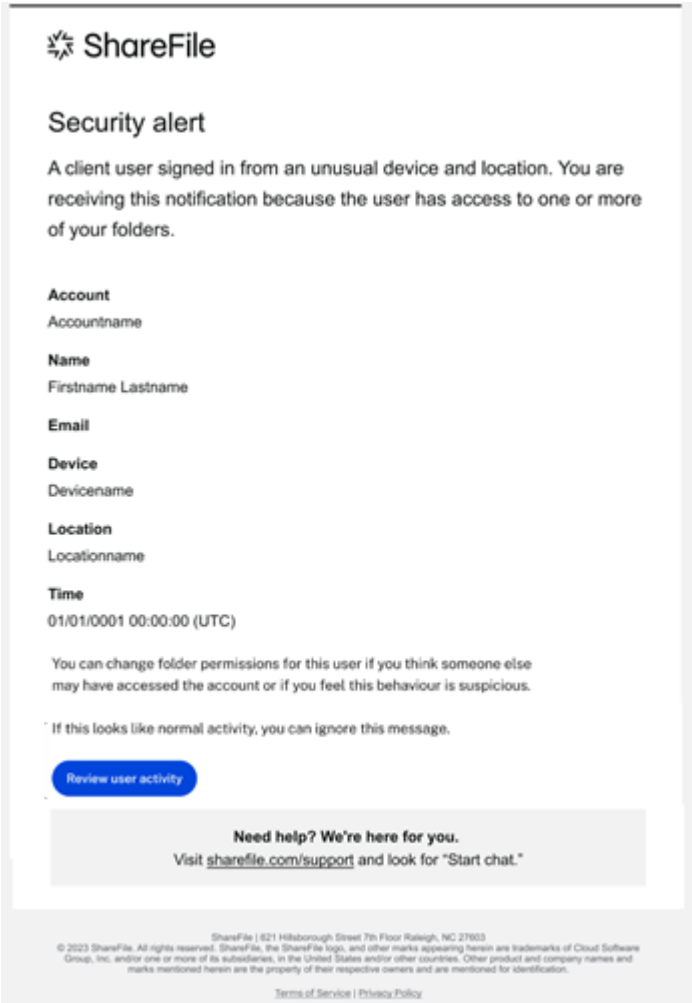 ShareFile
Security alert
A client user signed in from an unusual device and location. You are
receiving this notification because the user has access to one or more
of your folders.
Account
Accountname
Name
Firstname Lastname
Email
Device
Devicename
Location
Locationname
Time
01/01/0001 00:00:00 (UTC)
You can change folder permissions for this user if you think someone else
may have accessed the account or if you feel this behaviour is suspicious.
If this looks like normal activity, you can ignore this message.
Review user activity
Need help? We're here for you.
Visit sharefile.com/support and look for “Start chat.”
ShareFile | 621 Hillsborough Street 7th Floor Raleigh, NC 27603
© 2023 ShareFile. All rights reserved. ShareFile, the ShareFile logo, and other marks appearing herein are trademarks of Cloud Software
Group, Inc. and/or one or more of its subsidiaries, in the United States and/or other countries. Other product and company names and
marks mentioned herein are the property of their respective owners and are mentioned for identification.
Terms of Service | Privacy Policy